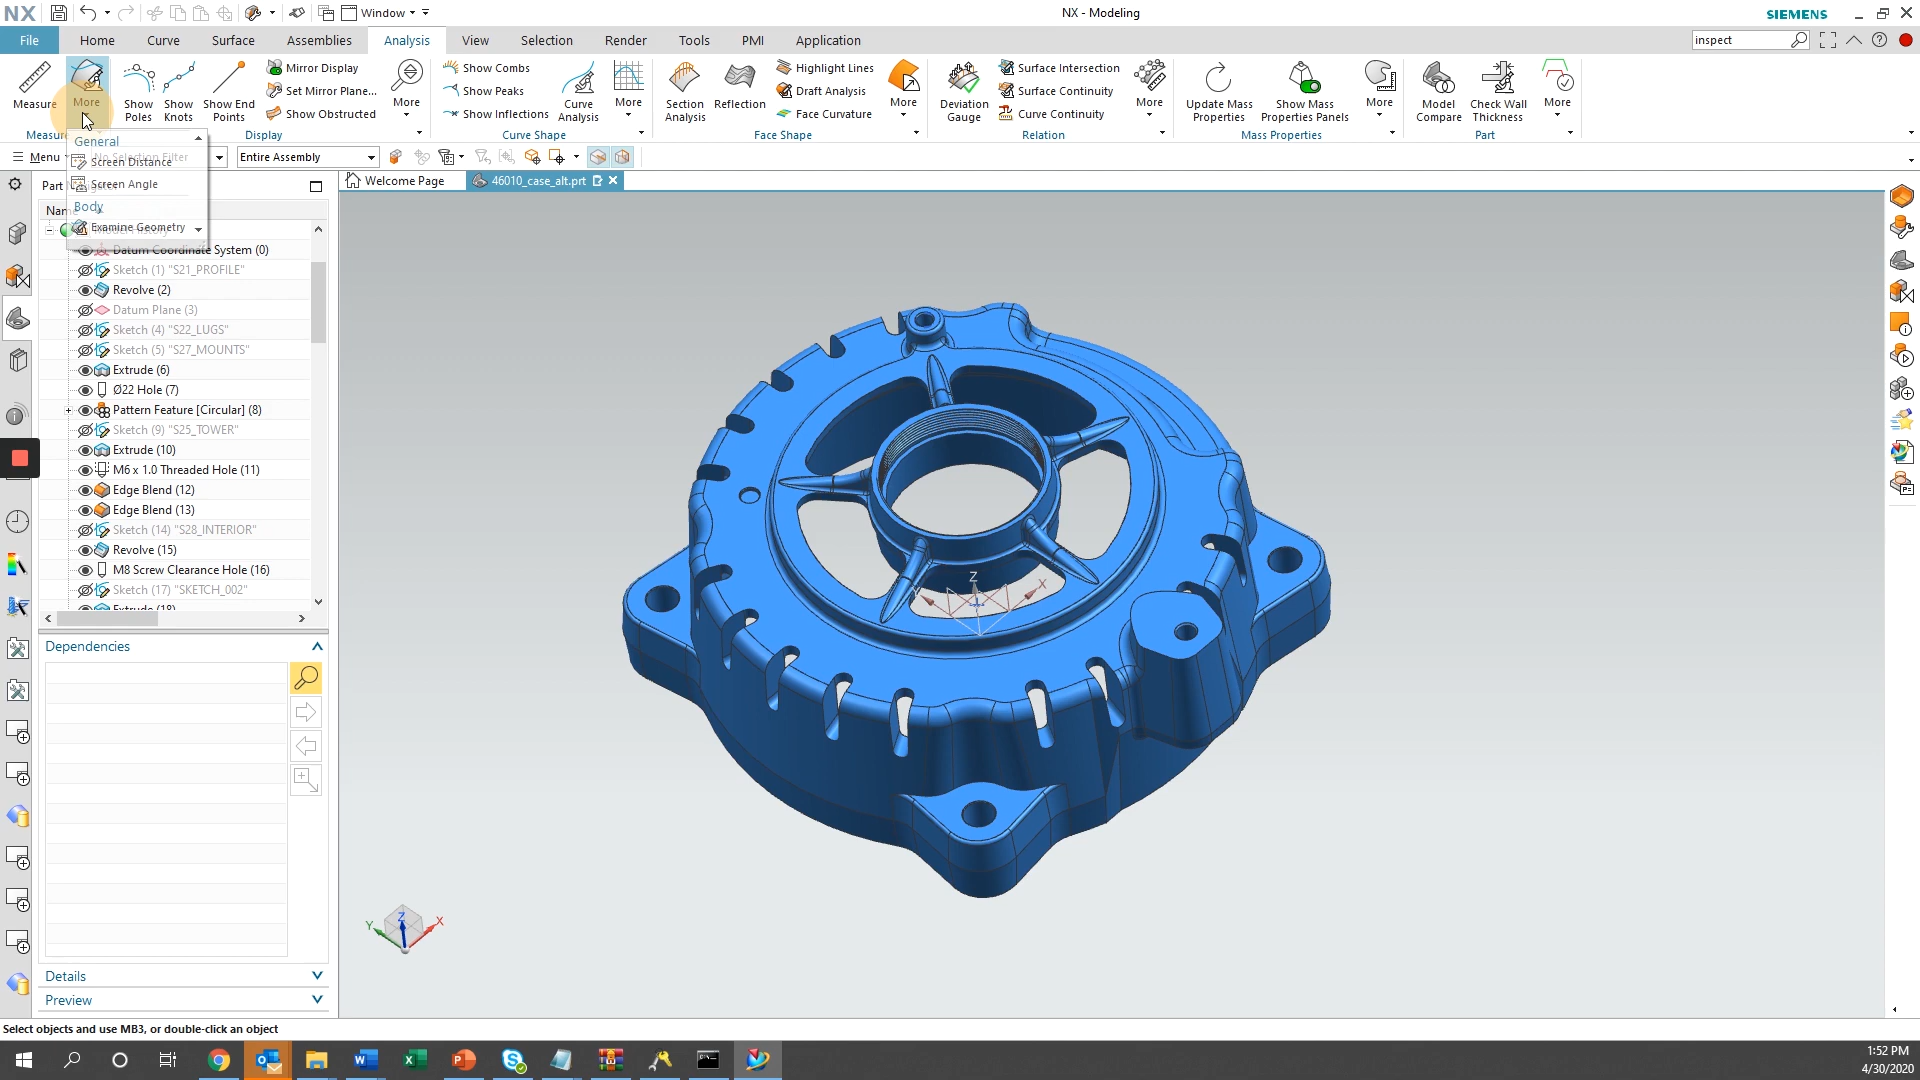 NX
Window
NX - Modeling
SIEMENS
File
Home
Curve
Surface
Assemblies
Analysis
View
Selection
Render
Tools
PMI
Application
inspect
Measure
More
Show Poles
Show Knots
Show End Points
Mirror Display
Set Mirror Plane...
Show Obstructed
More
Show Combs
Show Peaks
Show Inflections
Curve Analysis
More
Section Analysis
Reflection
Highlight Lines
Draft Analysis
Face Curvature
More
Deviation Gauge
Surface Intersection
Surface Continuity
Curve Continuity
More
Update Mass Properties
Show Mass Properties Panels
More
Model Compare
Check Wall Thickness
More
Measure
Display
Curve Shape
Face Shape
Relation
Mass Properties
Part
Menu
No Selection Filter
Entire Assembly
General
Screen Distance
Screen Angle
Body
Examine Geometry
Part
Name
Welcome Page
46010_case_alt.prt
Model History
Datum Coordinate System (0)
Sketch (1) "S21_PROFILE"
Revolve (2)
Datum Plane (3)
Sketch (4) "S22_LUGS"
Sketch (5) "S27_MOUNTS"
Extrude (6)
Ø22 Hole (7)
Pattern Feature [Circular] (8)
Sketch (9) "S25_TOWER"
Extrude (10)
M6 x 1.0 Threaded Hole (11)
Edge Blend (12)
Edge Blend (13)
Sketch (14) "S28_INTERIOR"
Revolve (15)
M8 Screw Clearance Hole (16)
Sketch (17) "SKETCH_002"
Extrude (18)
Dependencies
Details
Preview
Z
X
Y
Z
X
Y
Select objects and use MB3, or double-click an object
1:52 PM
4/30/2020